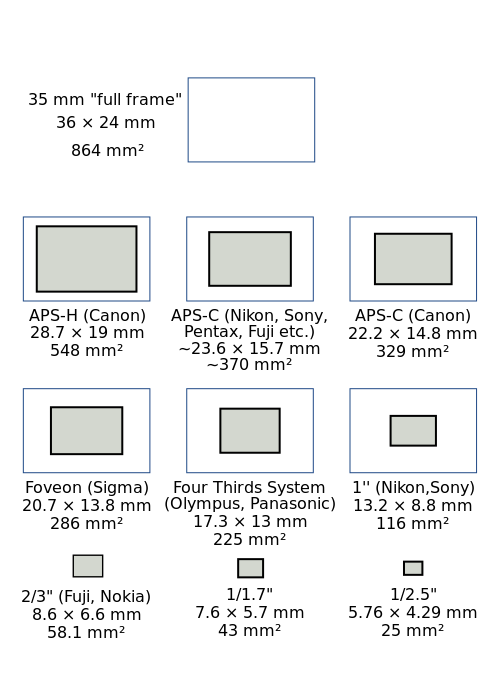 35 mm "full frame"
36 × 24 mm
864 mm²
APS-H (Canon)
28.7 × 19 mm
548 mm²
APS-C (Nikon, Sony,
Pentax, Fuji etc.)
~23.6 × 15.7 mm
~370 mm²
APS-C (Canon)
22.2 × 14.8 mm
329 mm²
Foveon (Sigma)
20.7 × 13.8 mm
286 mm²
Four Thirds System
(Olympus, Panasonic)
17.3 × 13 mm
225 mm²
1'' (Nikon,Sony)
13.2 × 8.8 mm
116 mm²
2/3" (Fuji, Nokia)
8.6 × 6.6 mm
58.1 mm²
1/1.7"
7.6 × 5.7 mm
43 mm²
1/2.5"
5.76 × 4.29 mm
25 mm²